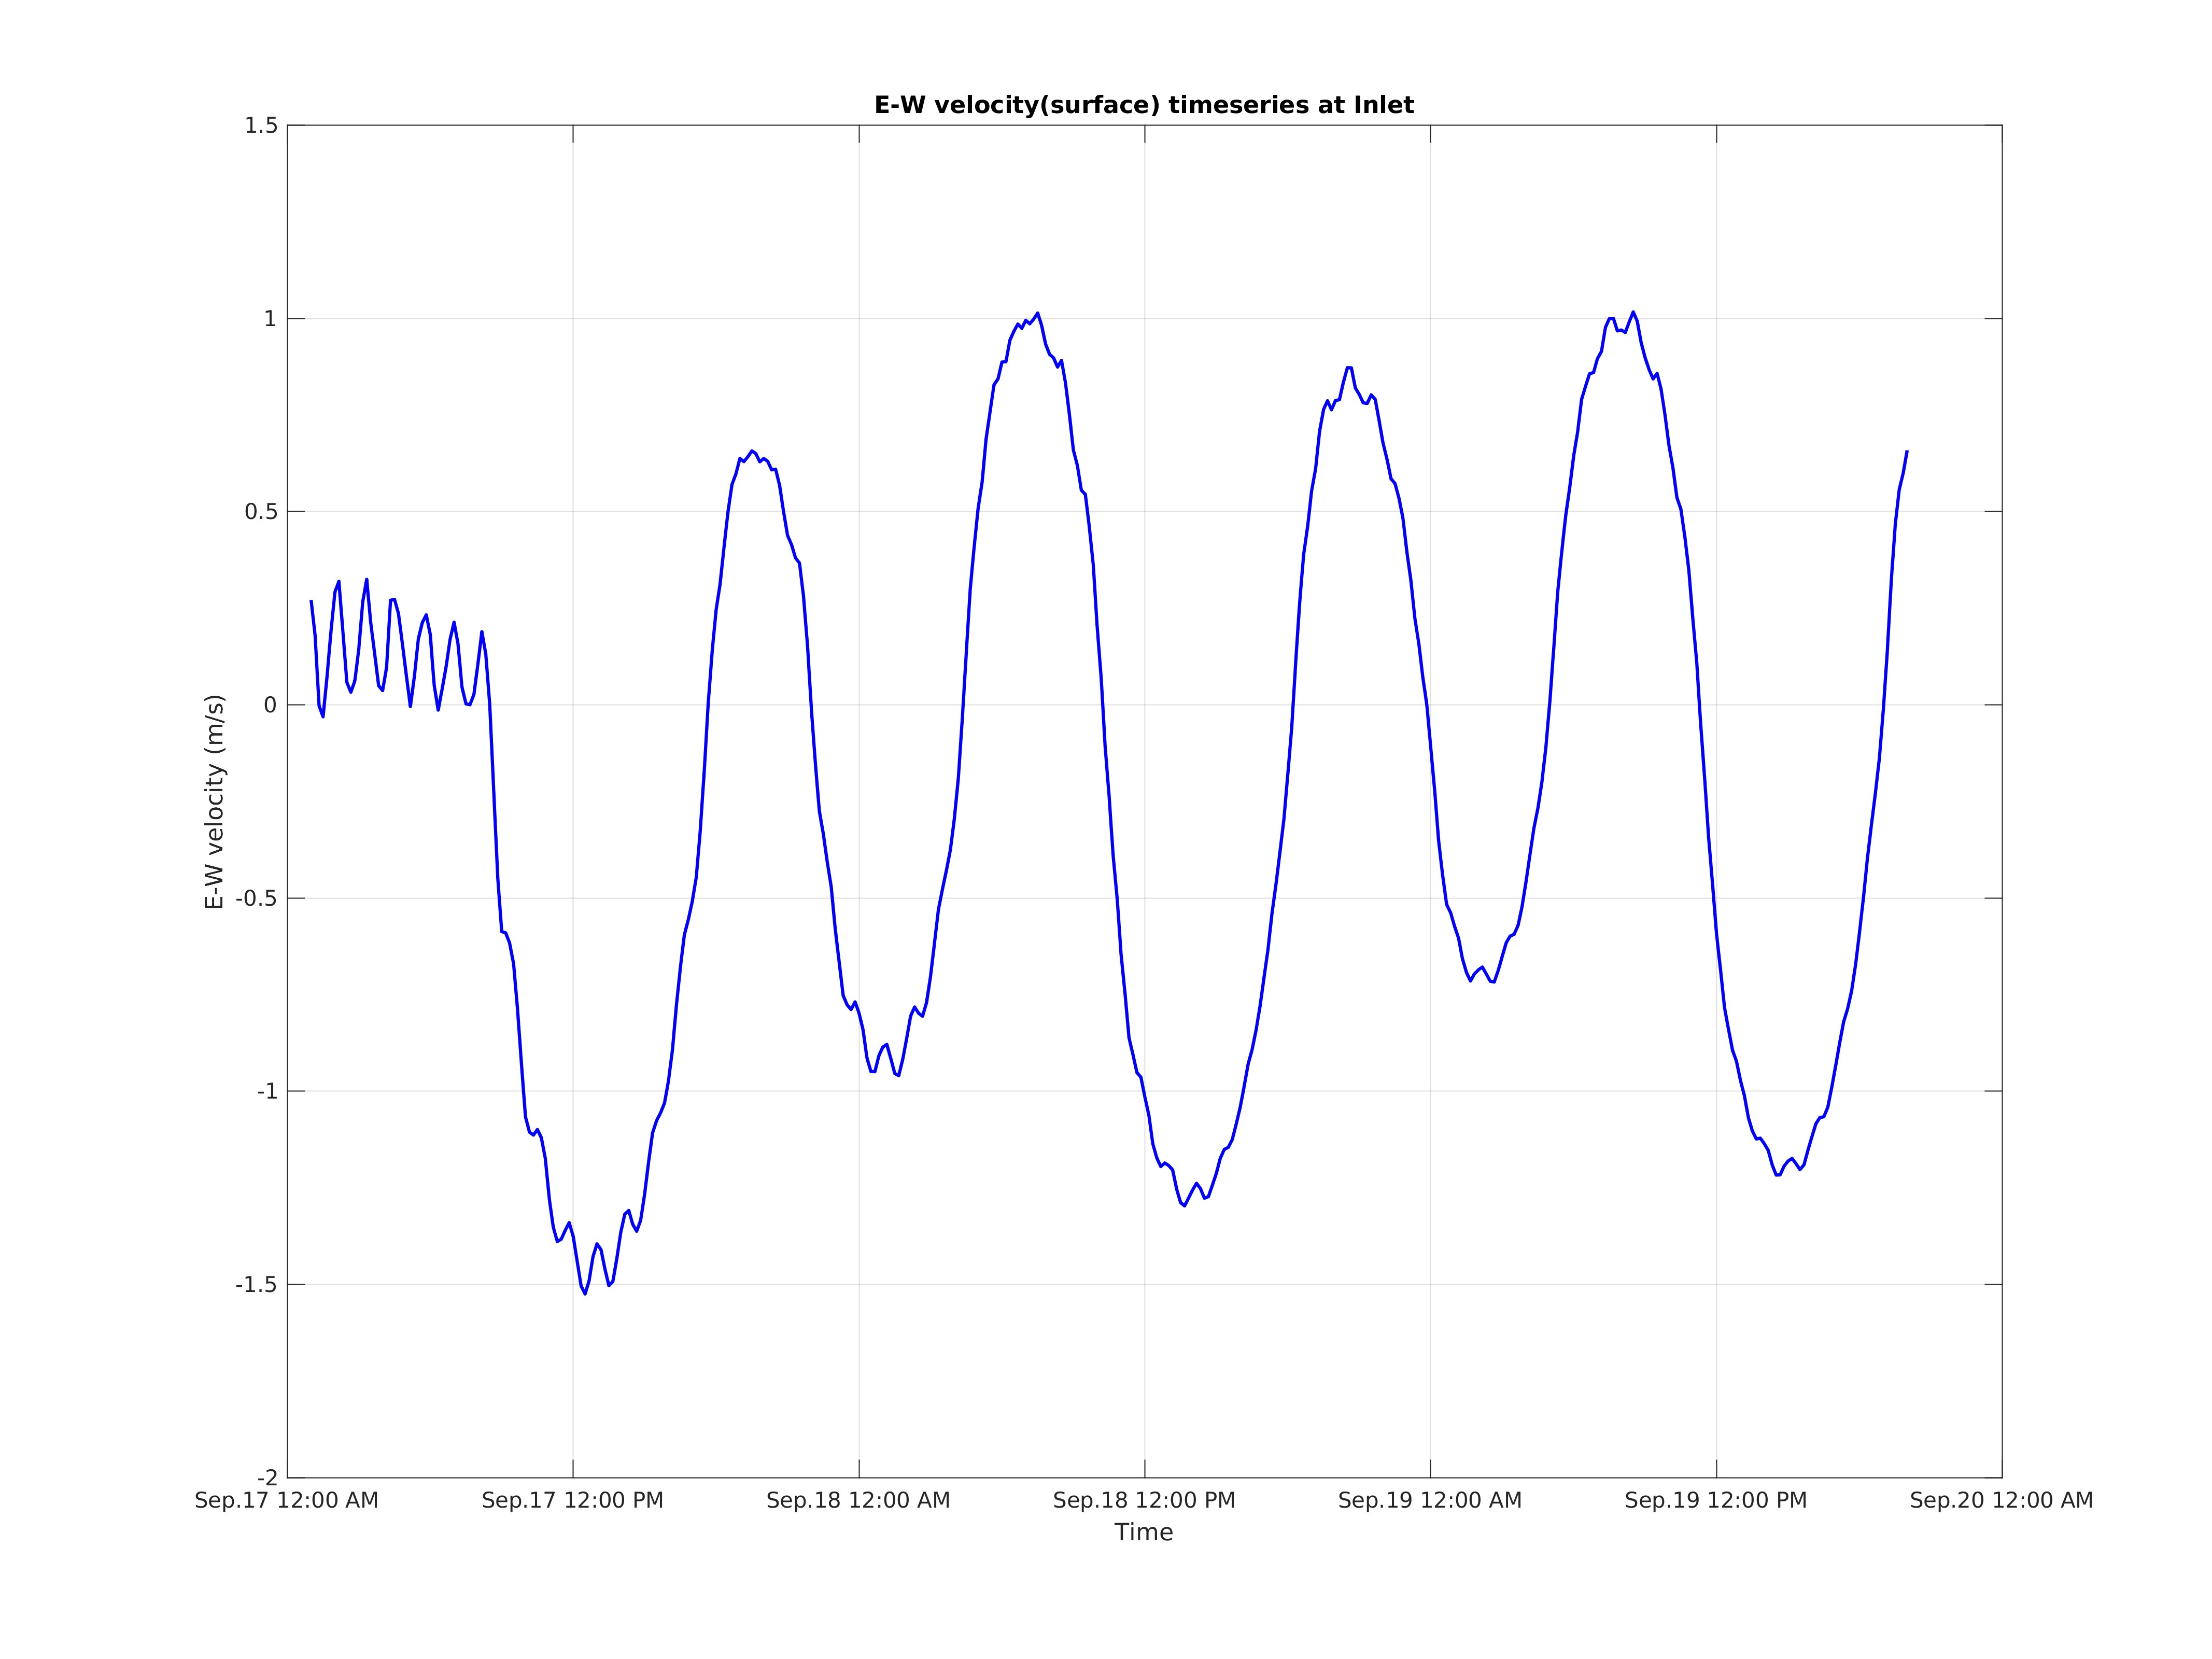 E-W velocity(surface) timeseries at Inlet
1.5
1
0.5
0
-0.5
-1
-1.5
-2
E-W velocity (m/s)
Sep.17 12:00 AM
Sep.17 12:00 PM
Sep.18 12:00 AM
Sep.18 12:00 PM
Sep.19 12:00 AM
Sep.19 12:00 PM
Sep.20 12:00 AM
Time